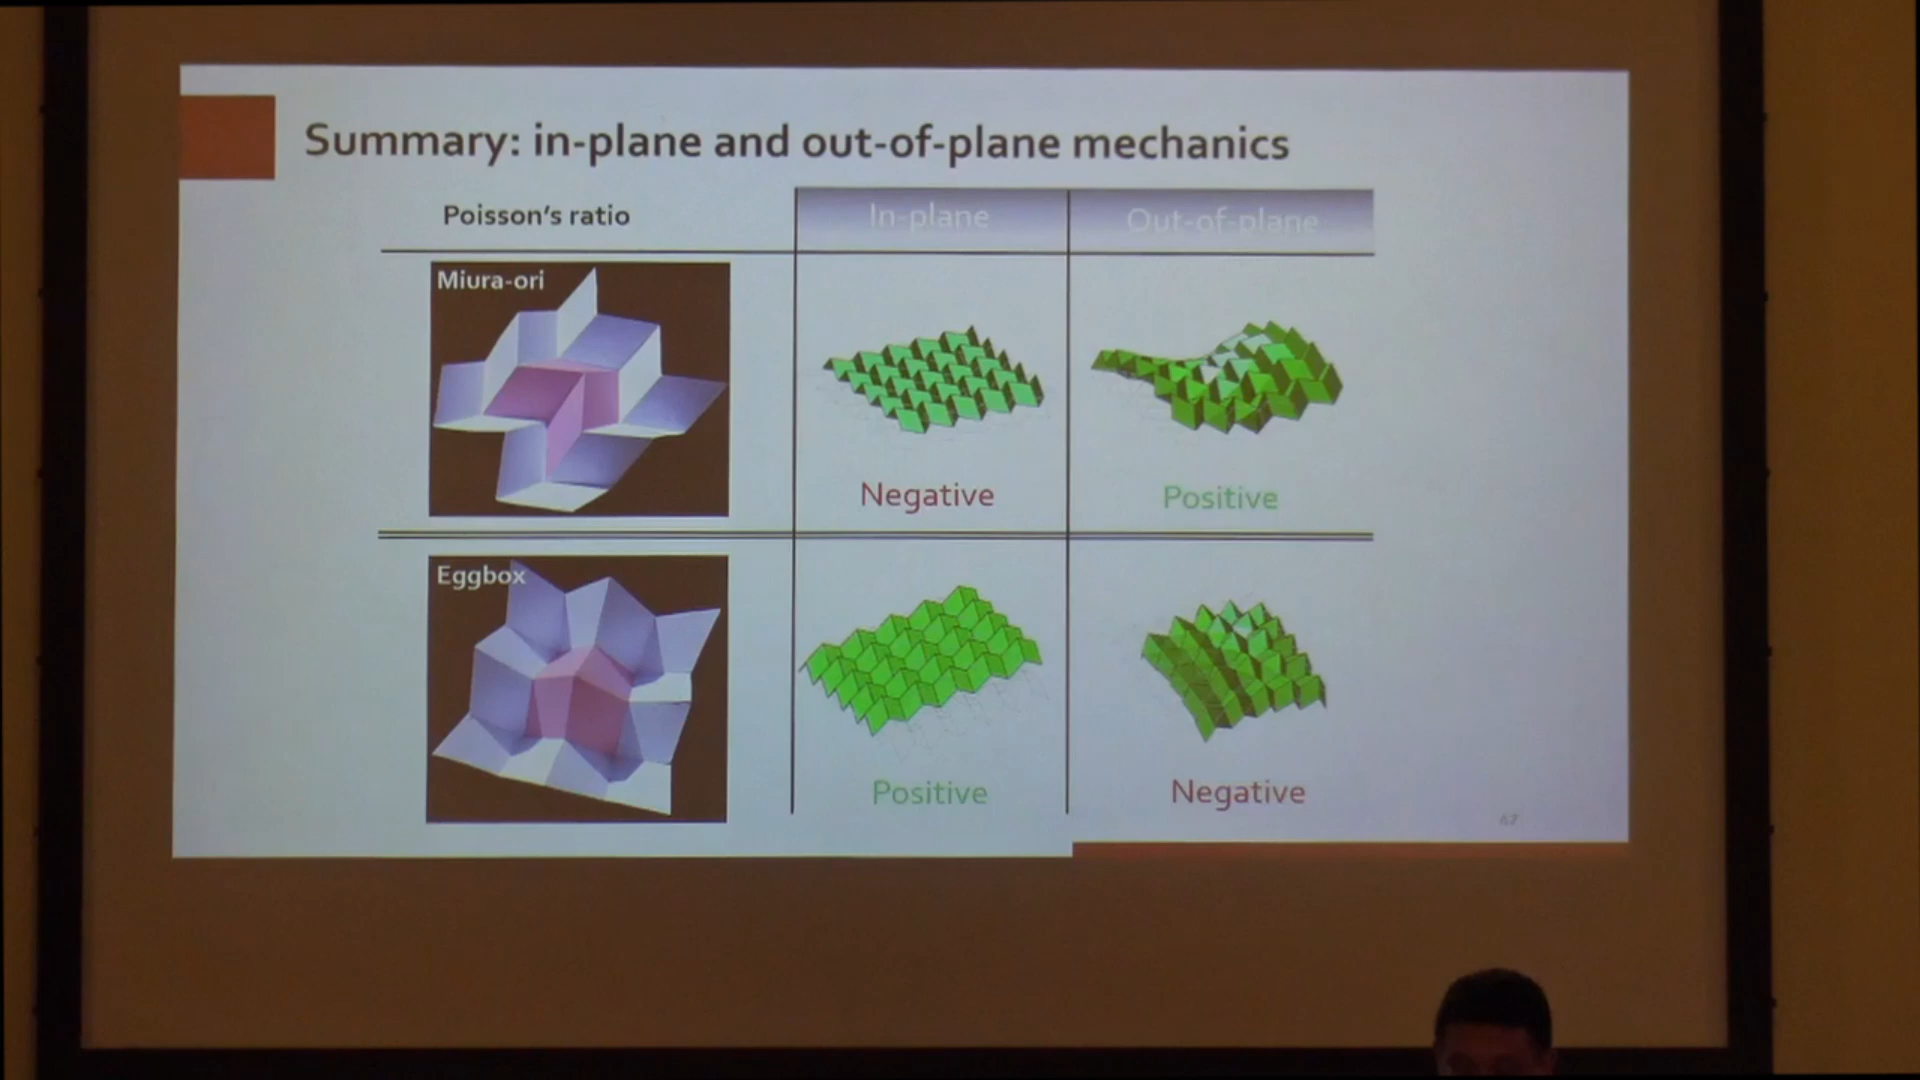 Summary: in-plane and out-of-plane mechanics
Poisson's ratio
In-plane
Out-of-plane
Miura-ori
Negative
Positive
Eggbox
Positive
Negative